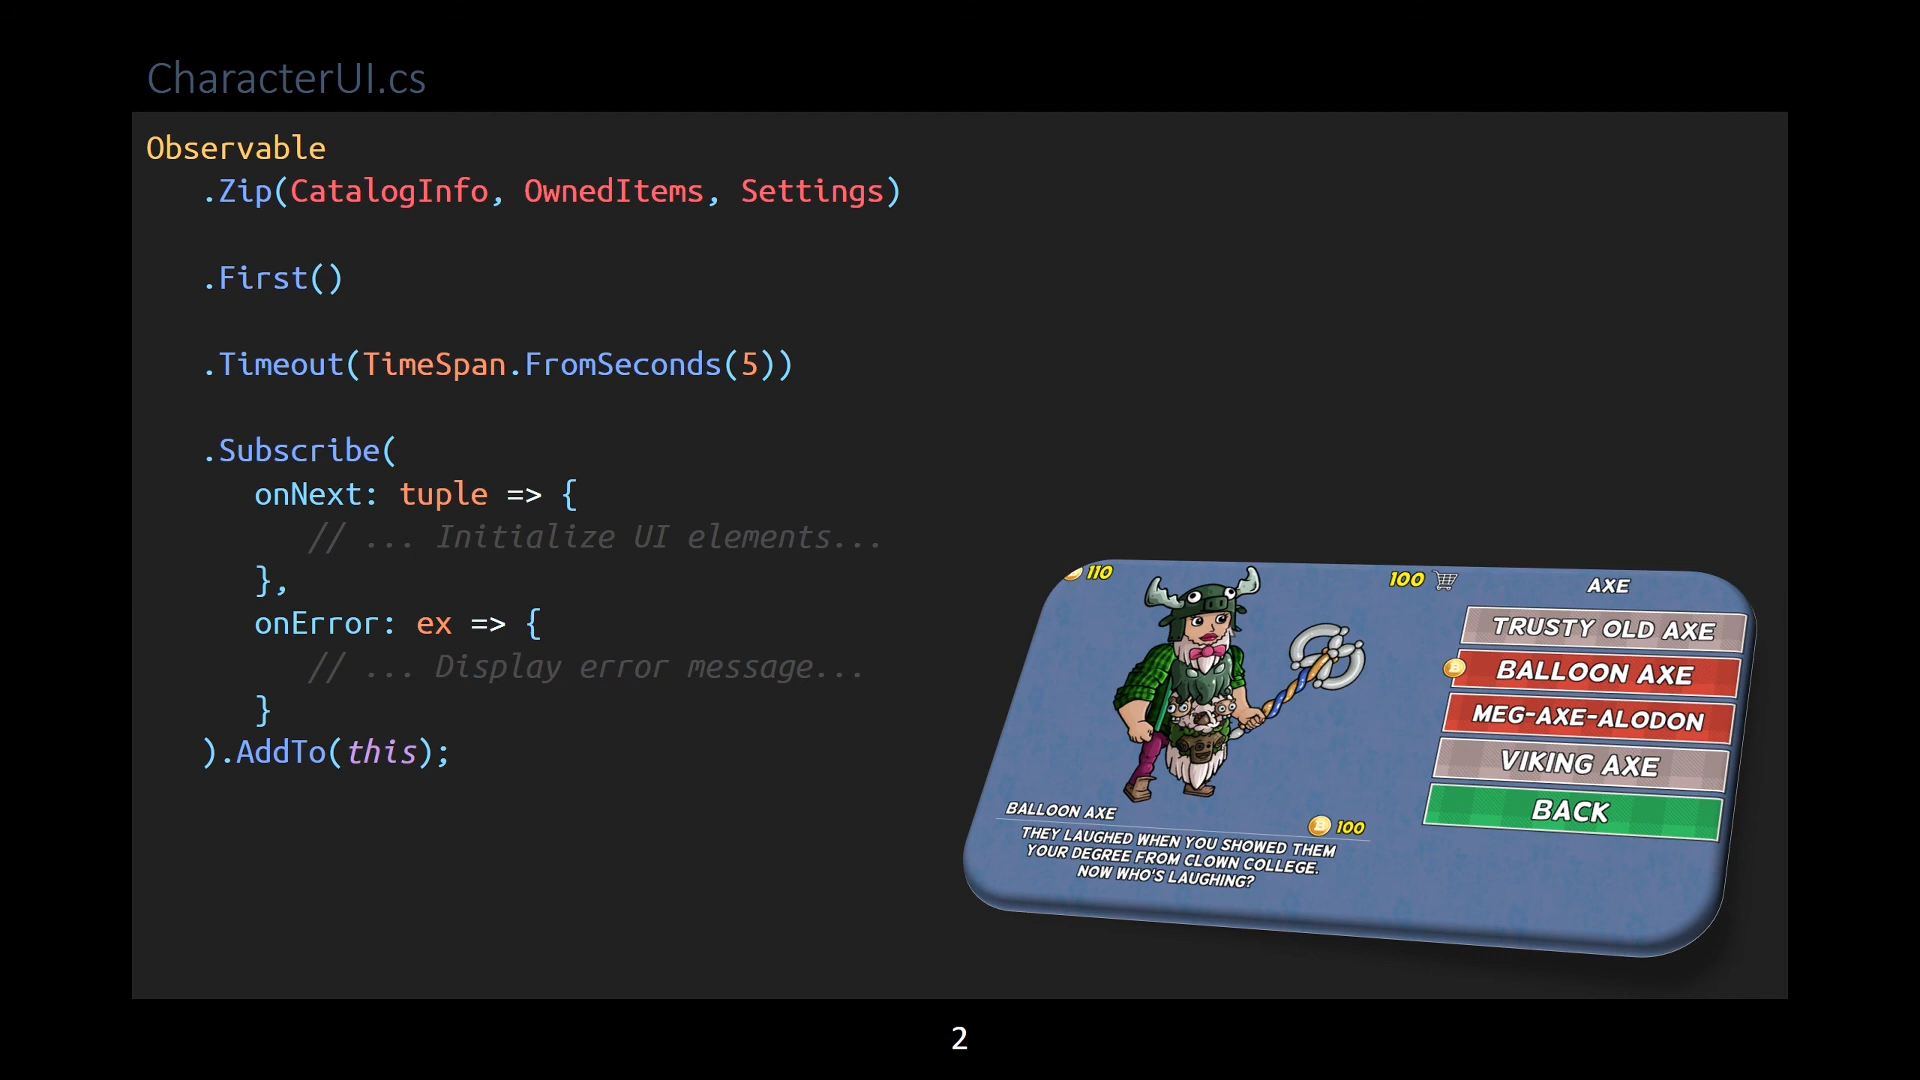 CharacterUI.cs
Observable
.Zip(CatalogInfo, OwnedItems, Settings)
.First()
.Timeout(TimeSpan.FromSeconds(5))
.Subscribe(
onNext: tuple => {
// ... Initialize UI elements...
},
onError: ex => {
// ... Display error message...
}
).AddTo(this);
110
100
AXE
TRUSTY OLD AXE
BALLOON AXE
MEG-AXE-ALODON
VIKING AXE
BACK
BALLOON AXE
100
THEY LAUGHED WHEN YOU SHOWED THEM
YOUR DEGREE FROM CLOWN COLLEGE.
NOW WHO'S LAUGHING?
2